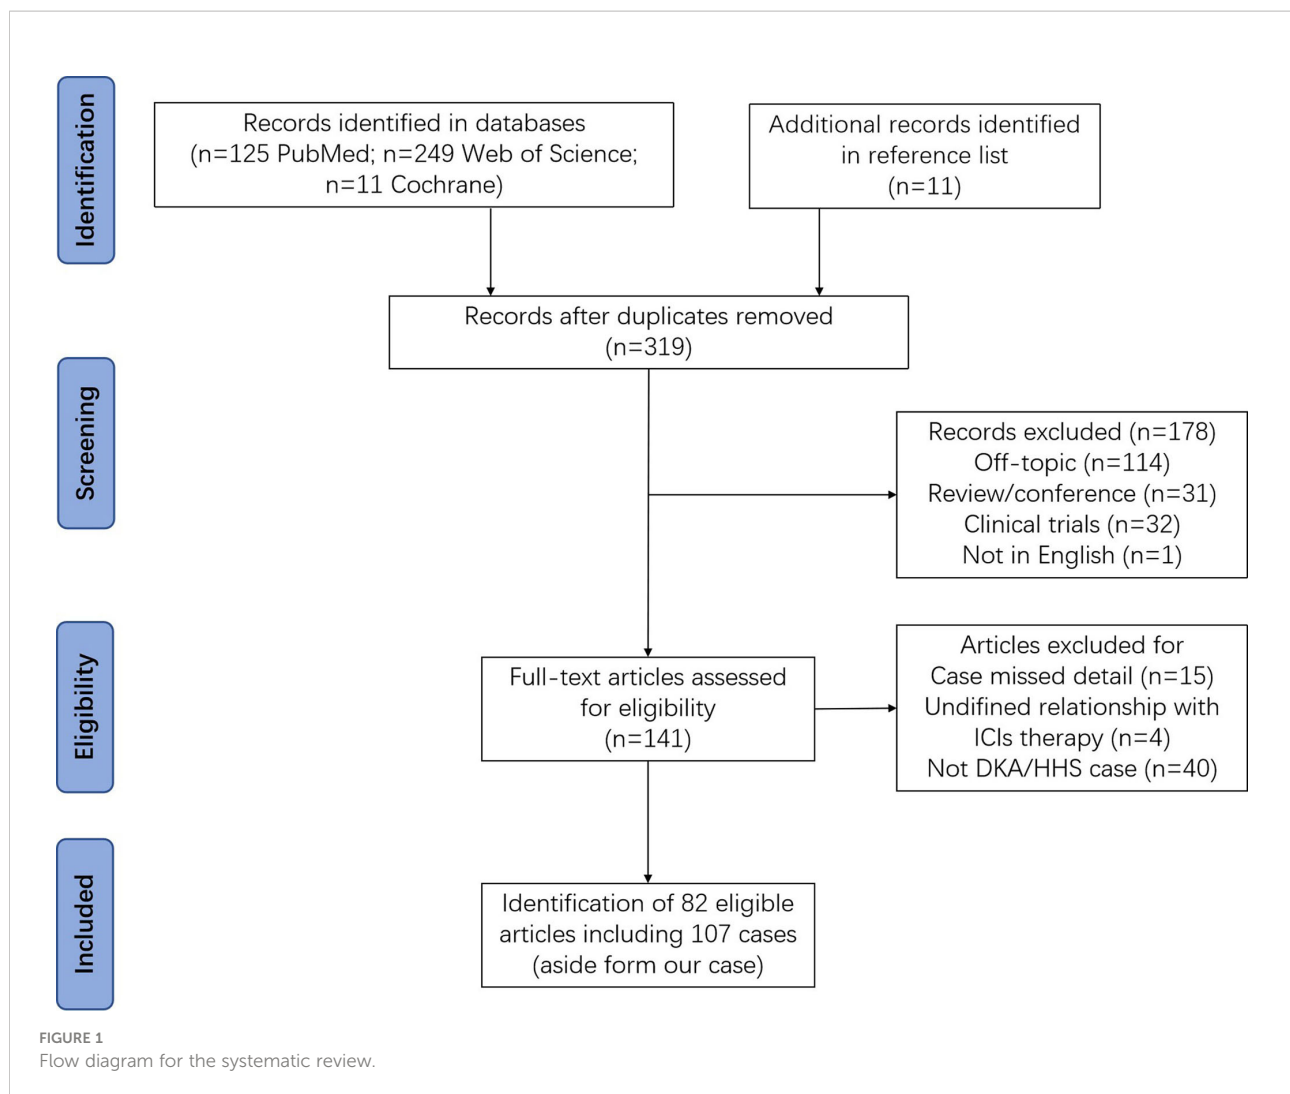 Identification
Records identified in databases
(n=125 PubMed; n=249 Web of Science;
n=11 Cochrane)
Additional records identified
in reference list
(n=11)
Records after duplicates removed
(n=319)
Screening
Records excluded (n=178)
Off-topic (n=114)
Review/conference (n=31)
Clinical trials (n=32)
Not in English (n=1)
Eligibility
Full-text articles assessed
for eligibility
(n=141)
Articles excluded for
Case missed detail (n=15)
Undifined relationship with
ICIs therapy (n=4)
Not DKA/HHS case (n=40)
Included
Identification of 82 eligible
articles including 107 cases
(aside form our case)
FIGURE 1
Flow diagram for the systematic review.